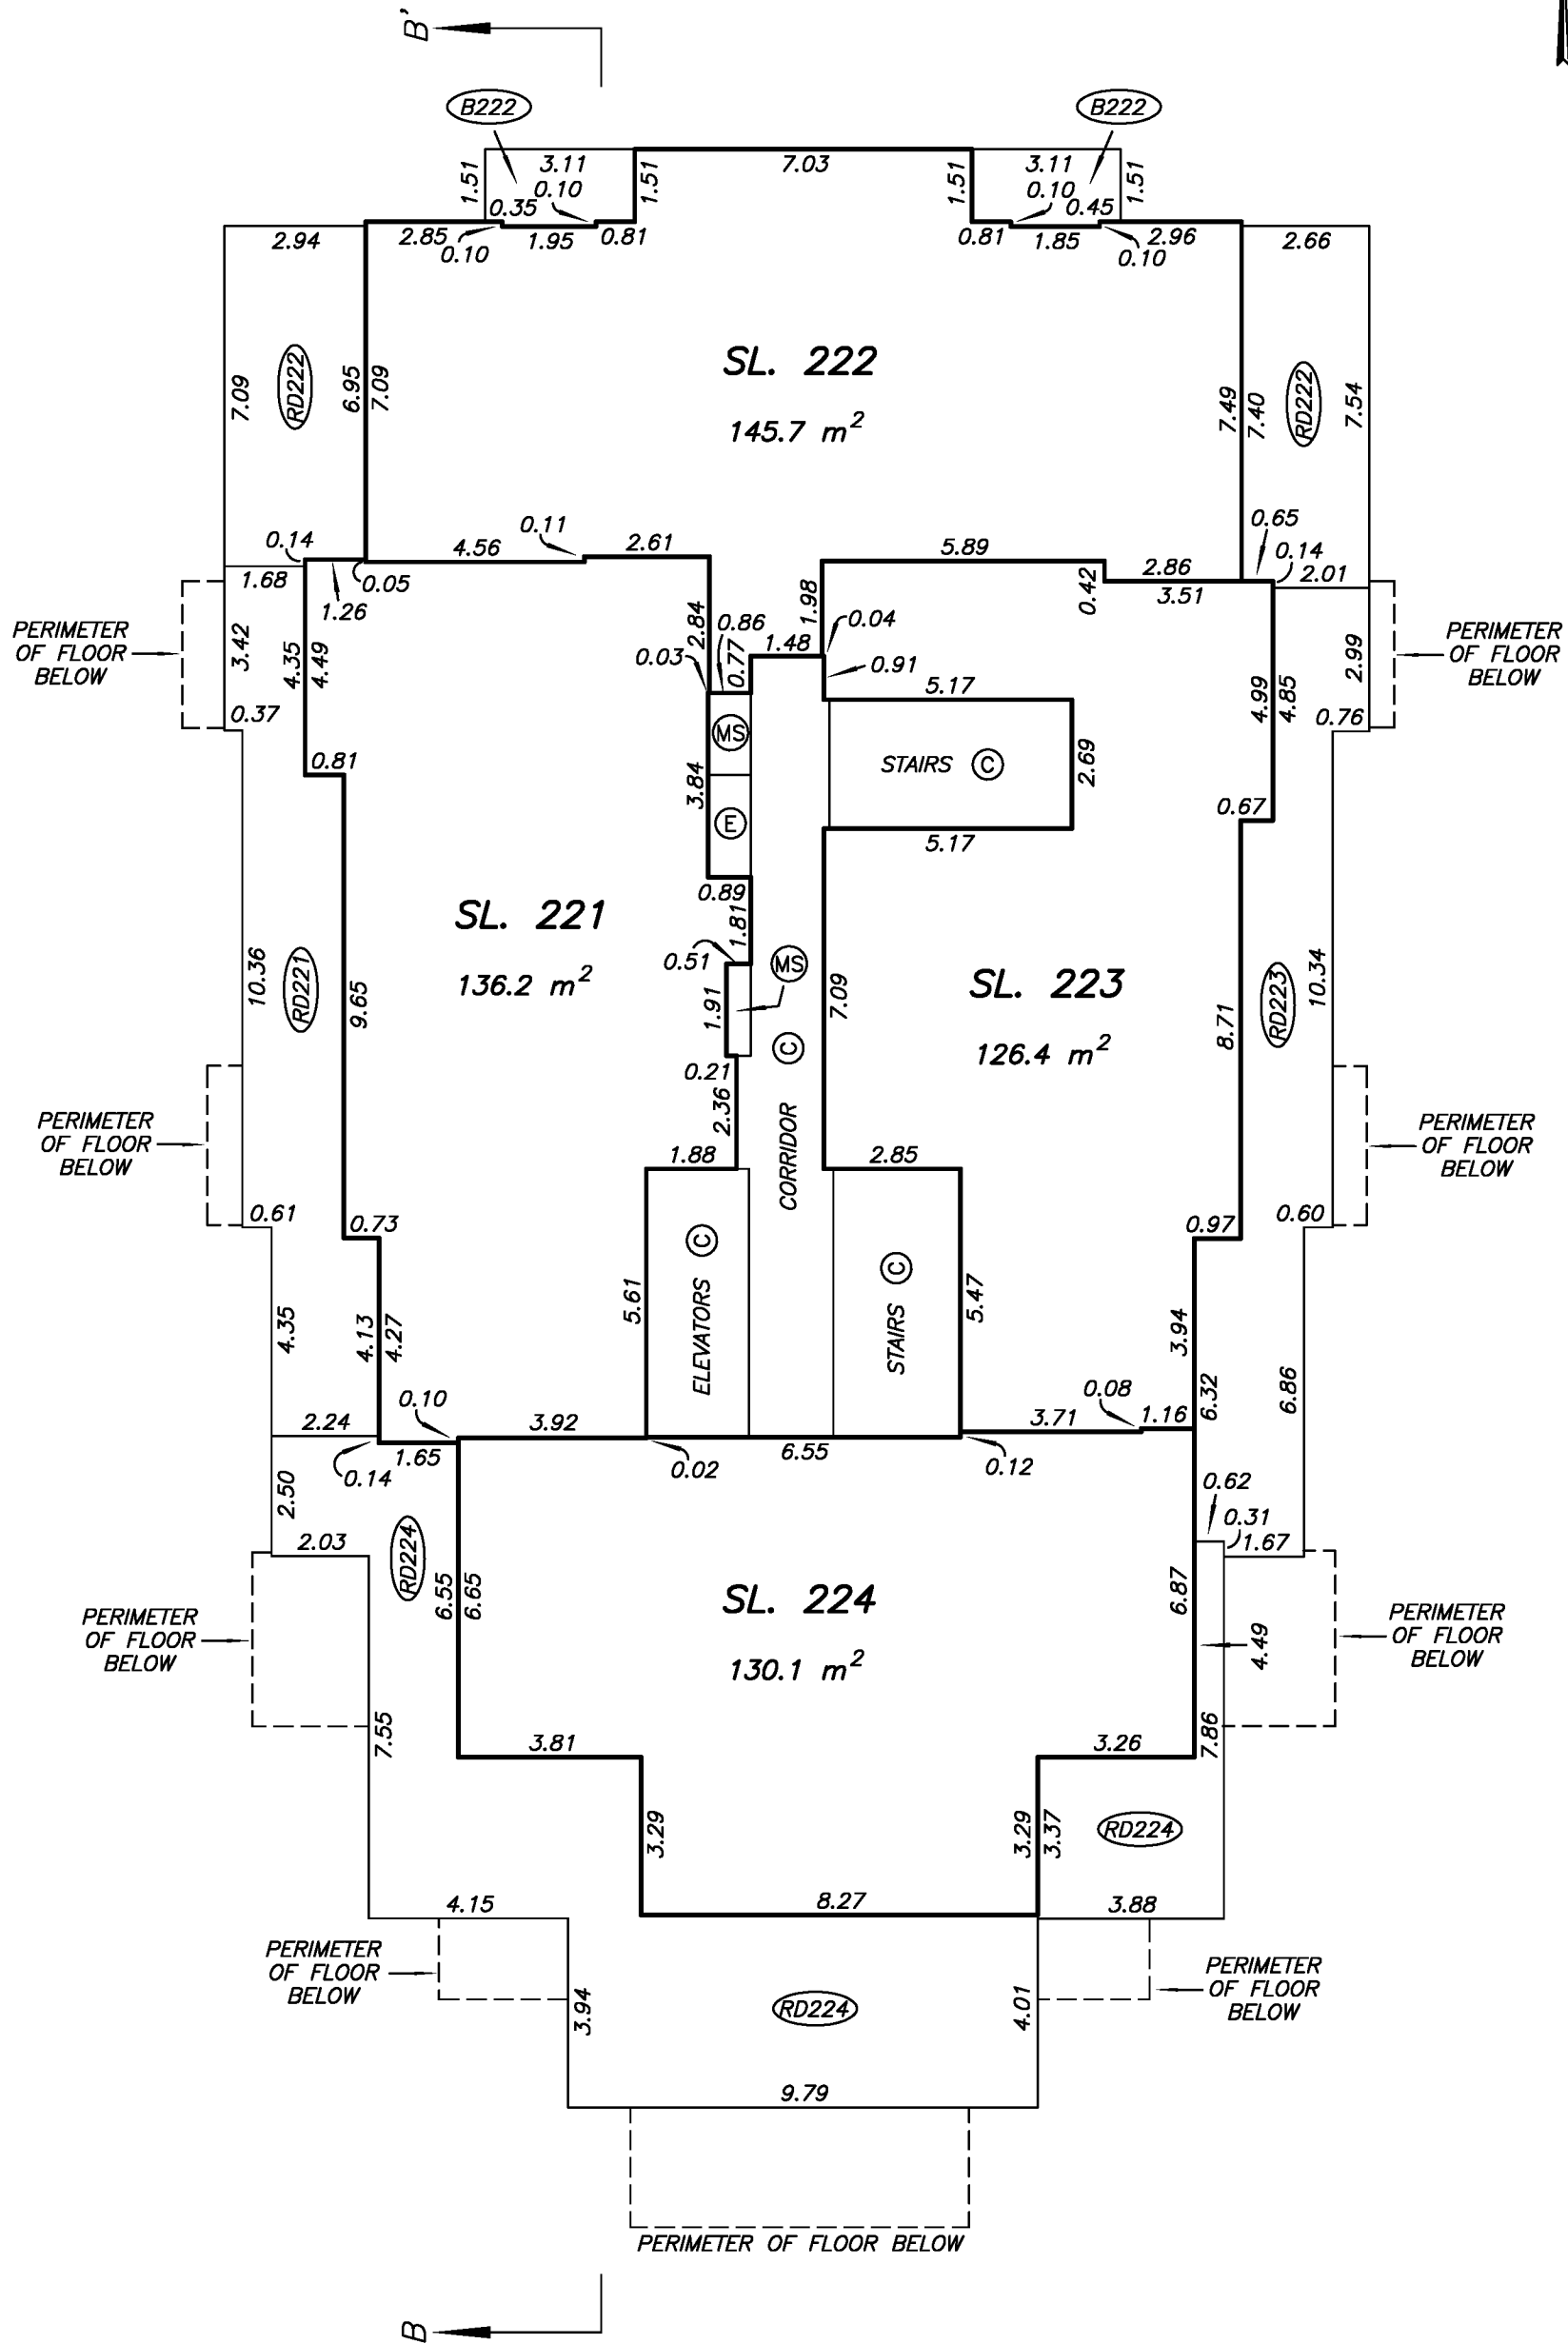 B'
B222
B222
3.11
7.03
3.11
1.51
0.10
1.51
1.51
0.10
1.51
0.35
0.45
2.94
2.85
0.10
1.95
0.81
0.81
1.85
2.96
0.10
2.66
SL. 222
145.7 m2
7.09
RD222
6.95
7.09
7.49
7.40
RD222
7.54
0.14
4.56
0.11
2.61
5.89
0.65
0.14
1.68
1.26
0.05
2.86
2.01
0.42
3.51
PERIMETER
OF FLOOR
BELOW
3.42
4.35
4.49
2.84
0.86
1.98
0.04
0.03
0.77
1.48
0.91
PERIMETER
OF FLOOR
BELOW
2.99
4.99
4.85
0.37
5.17
0.76
0.81
MS
STAIRS C
2.69
3.84
E
0.67
5.17
0.89
1.81
SL. 221
136.2 m2
0.51
MS
SL. 223
126.4 m2
10.36
RD221
9.65
1.91
7.09
8.71
RD223
10.34
C
0.21
2.36
CORRIDOR
PERIMETER
OF FLOOR
BELOW
PERIMETER
OF FLOOR
BELOW
1.88
2.85
0.61
0.73
0.97
0.60
4.35
4.13
4.27
5.61
ELEVATORS C
STAIRS C
5.47
3.94
6.32
6.86
0.10
0.08
2.24
3.92
3.71
1.16
0.14
1.65
0.02
6.55
0.12
2.50
0.62
0.31
2.03
1.67
RD224
6.55
6.65
SL. 224
130.1 m2
6.87
4.49
PERIMETER
OF FLOOR
BELOW
PERIMETER
OF FLOOR
BELOW
7.55
3.81
3.26
7.86
3.29
3.29
3.37
RD224
4.15
8.27
3.88
PERIMETER
OF FLOOR
BELOW
PERIMETER
OF FLOOR
BELOW
3.94
RD224
4.01
9.79
PERIMETER OF FLOOR BELOW
B